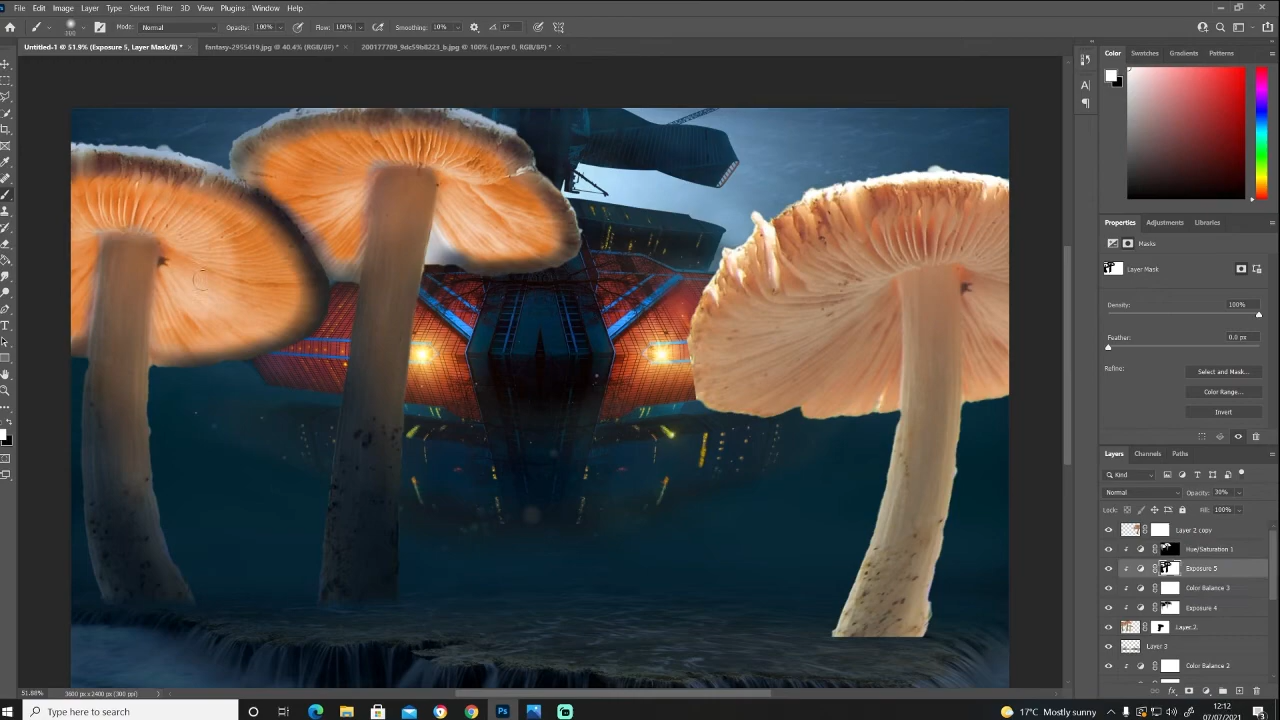 Ps File Edit Image Layer Type Select Filter 3D View Plugins Window Help
300 Mode: Normal Opacity: 100% Flow: 100% Smoothing: 10% 0°
Untitled-1 @ 51.9% (Exposure 5, Layer Mask/8) * × fantasy-2955419.jpg @ 40.4% (RGB/8#) * × 200177709_9dc59b8223_b.jpg @ 100% (Layer 0, RGB/8#) * ×
Color Swatches Gradients Patterns
Properties Adjustments Libraries
Masks
Layer Mask
Density: 100%
Feather: 0.0 px
Refine: Select and Mask...
Color Range...
Invert
Layers Channels Paths
Kind
Normal Opacity: 30%
Lock: Fill: 100%
Layer 2 copy
Hue/Saturation 1
Exposure 5
Color Balance 3
Exposure 4
Layer 2
Layer 3
Color Balance 2
51.88% 3600 px x 2400 px (300 ppi)
Type here to search
Ps
17°C Mostly sunny
12:12
07/07/2021